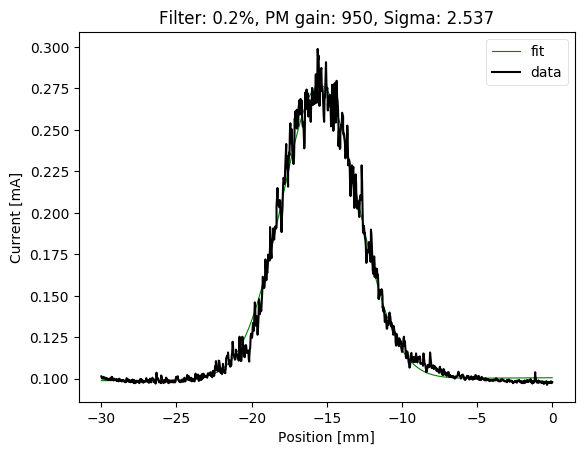 Filter: 0.2%, PM gain: 950, Sigma: 2.537
fit
data
0.300
0.275
0.250
0.225
0.200
0.175
0.150
0.125
0.100
Current [mA]
−30 −25 −20 −15 −10 −5 0
Position [mm]